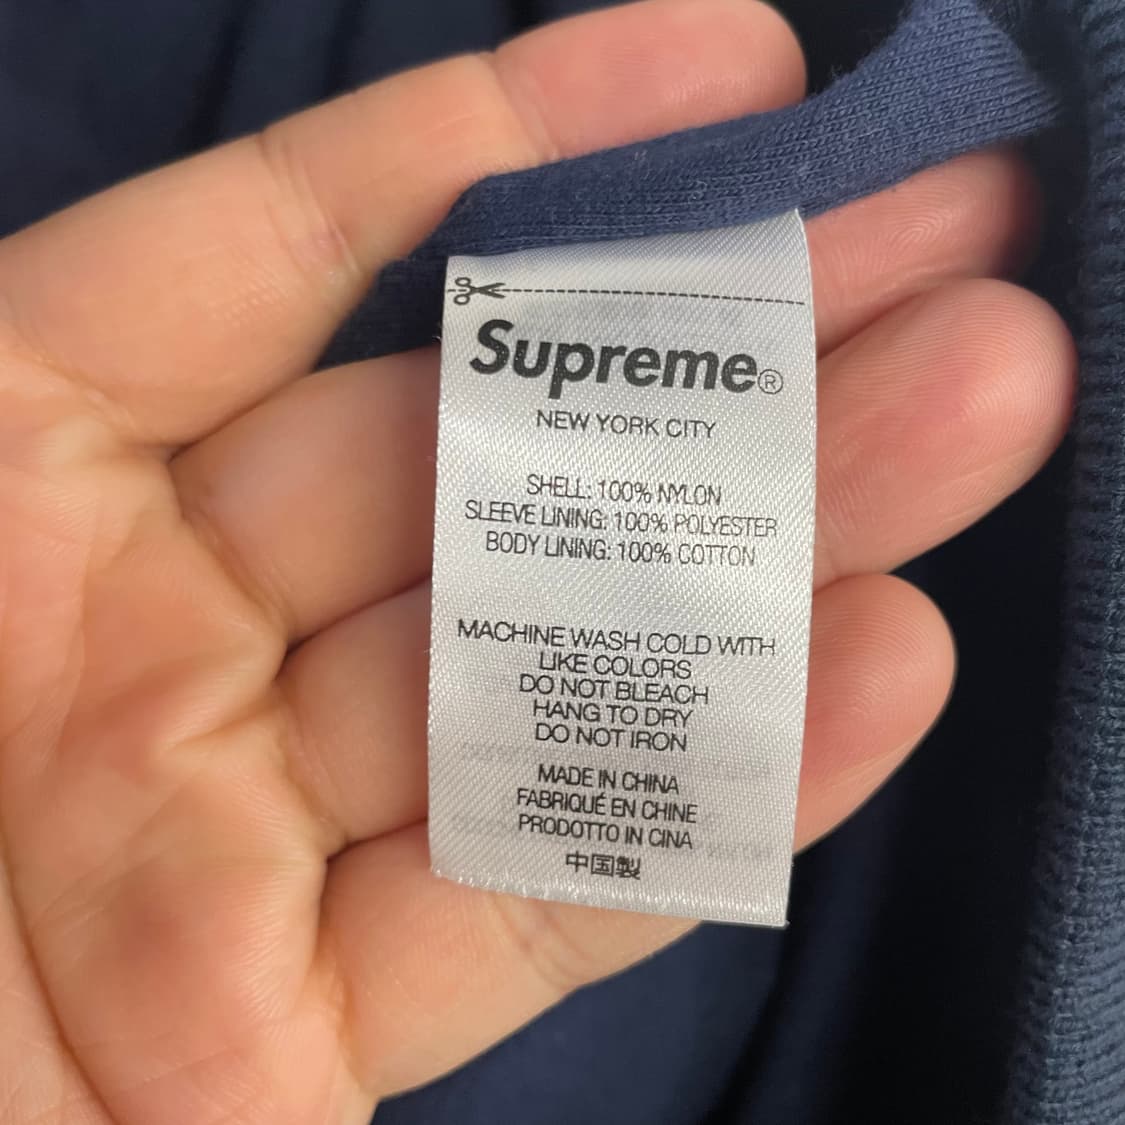 Supreme®
NEW YORK CITY
SHELL: 100% NYLON
SLEEVE LINING: 100% POLYESTER
BODY LINING: 100% COTTON
MACHINE WASH COLD WITH
LIKE COLORS
DO NOT BLEACH
HANG TO DRY
DO NOT IRON
MADE IN CHINA
FABRIQUÉ EN CHINE
PRODOTTO IN CINA
中国製